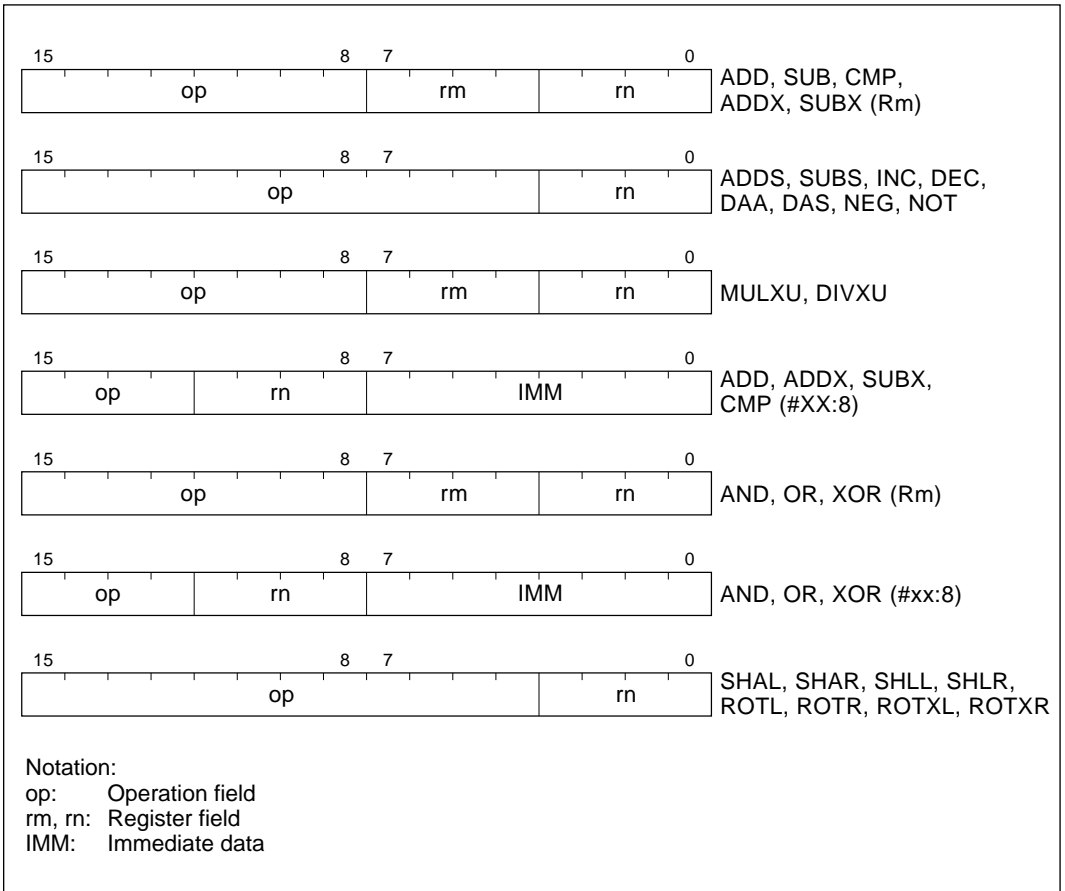 15 8 7 0
op rm rn
ADD, SUB, CMP,
ADDX, SUBX (Rm)
15 8 7 0
op rn
ADDS, SUBS, INC, DEC,
DAA, DAS, NEG, NOT
15 8 7 0
op rm rn
MULXU, DIVXU
15 8 7 0
op rn IMM
ADD, ADDX, SUBX,
CMP (#XX:8)
15 8 7 0
op rm rn
AND, OR, XOR (Rm)
15 8 7 0
op rn IMM
AND, OR, XOR (#xx:8)
15 8 7 0
op rn
SHAL, SHAR, SHLL, SHLR,
ROTL, ROTR, ROTXL, ROTXR
Notation:
op: Operation field
rm, rn: Register field
IMM: Immediate data